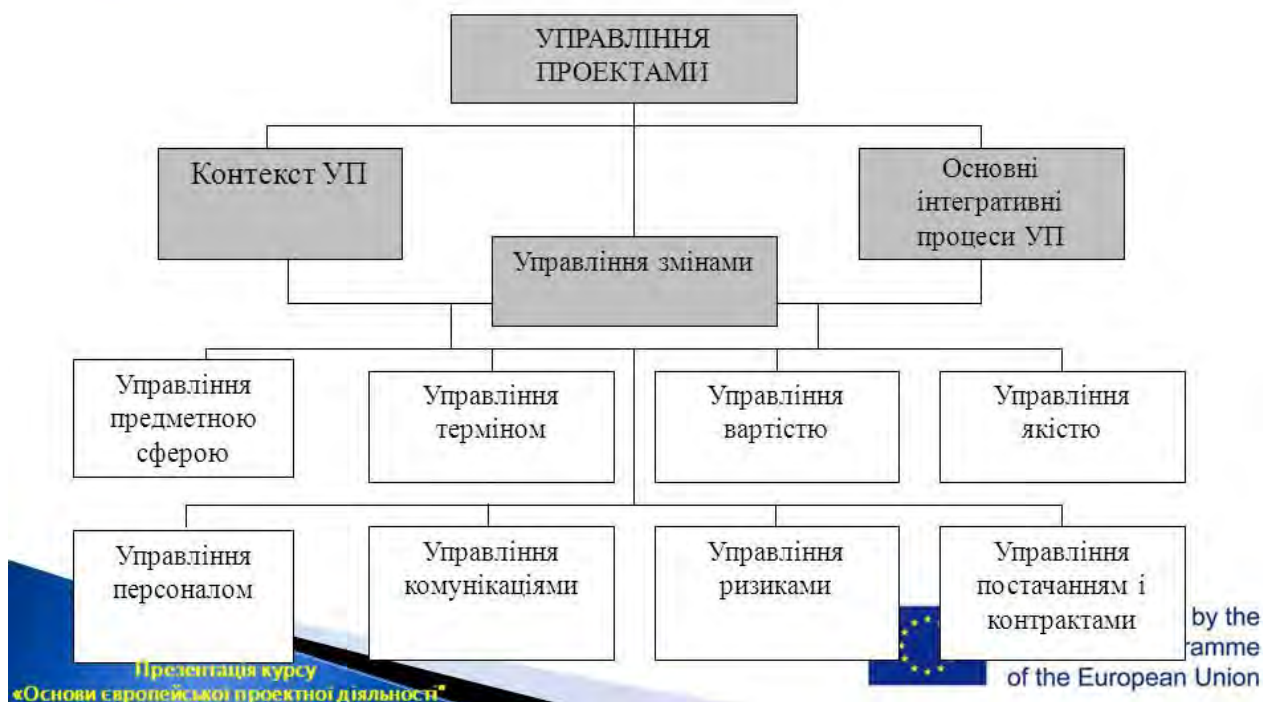 УПРАВЛІННЯ
ПРОЕКТАМИ
Контекст УП
Основні
інтегративні
процеси УП
Управління змінами
Управління
предметною
сферою
Управління
терміном
Управління
вартістю
Управління
якістю
Управління
персоналом
Управління
комунікаціями
Управління
ризиками
Управління
постачанням і
контрактами
by the
ramme
of the European Union
Презентація курсу
«Основи європейської проектної діяльності"